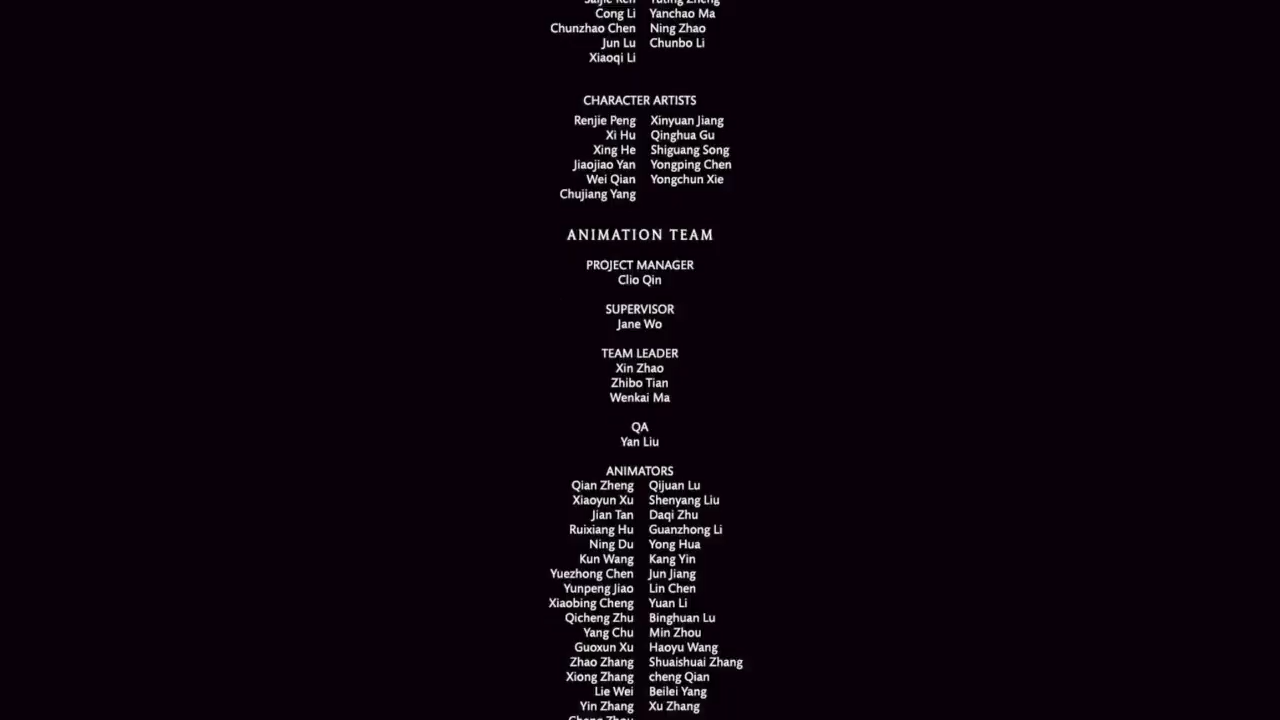 Cong Li Yanchao Ma
Chunzhao Chen Ning Zhao
Jun Lu Chunbo Li
Xiaoqi Li
CHARACTER ARTISTS
Renjie Peng Xinyuan Jiang
Xi Hu Qinghua Gu
Xing He Shiguang Song
Jiaojiao Yan Yongping Chen
Wei Qian Yongchun Xie
Chujiang Yang
ANIMATION TEAM
PROJECT MANAGER
Clio Qin
SUPERVISOR
Jane Wo
TEAM LEADER
Xin Zhao
Zhibo Tian
Wenkai Ma
QA
Yan Liu
ANIMATORS
Qian Zheng Qijuan Lu
Xiaoyun Xu Shenyang Liu
Jian Tan Daqi Zhu
Ruixiang Hu Guanzhong Li
Ning Du Yong Hua
Kun Wang Kang Yin
Yuezhong Chen Jun Jiang
Yunpeng Jiao Lin Chen
Xiaobing Cheng Yuan Li
Qicheng Zhu Binghuan Lu
Yang Chu Min Zhou
Guoxun Xu Haoyu Wang
Zhao Zhang Shuaishuai Zhang
Xiong Zhang cheng Qian
Lie Wei Beilei Yang
Yin Zhang Xu Zhang